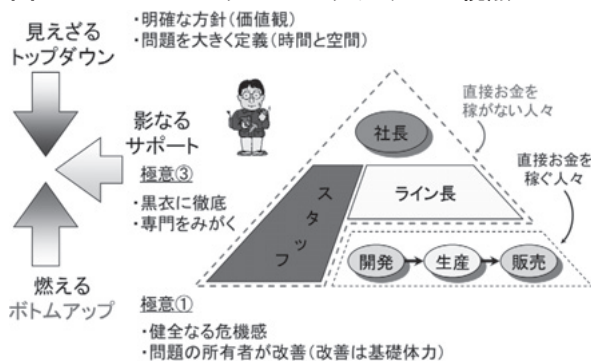 見えざる
トップダウン
・明確な方針(価値観)
・問題を大きく定義(時間と空間)
影なる
サポート
極意③
・黒衣に徹底
・専門をみがく
燃える
ボトムアップ
極意①
・健全なる危機感
・問題の所有者が改善(改善は基礎体力)
社長
スタッフ
ライン長
開発
生産
販売
直接お金を
稼がない人々
直接お金を
稼ぐ人々